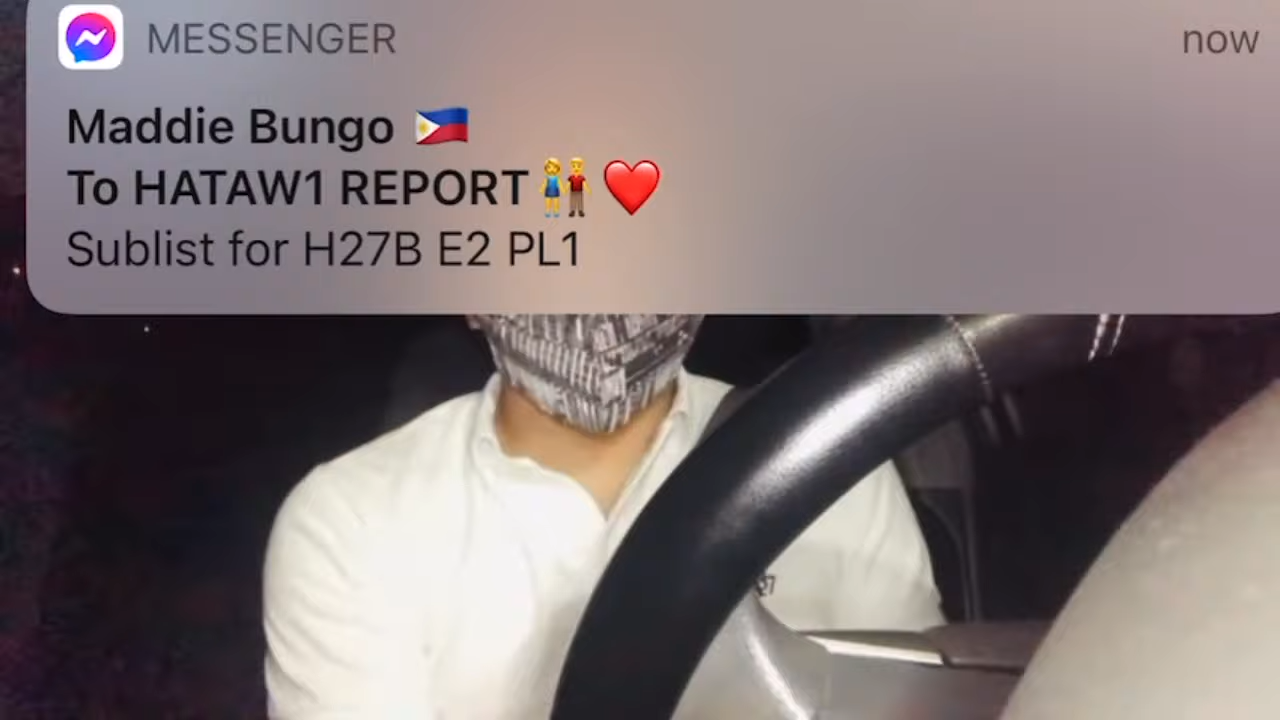 MESSENGER
now
Maddie Bungo 🇵🇭
To HATAW1 REPORT👫❤️
Sublist for H27B E2 PL1